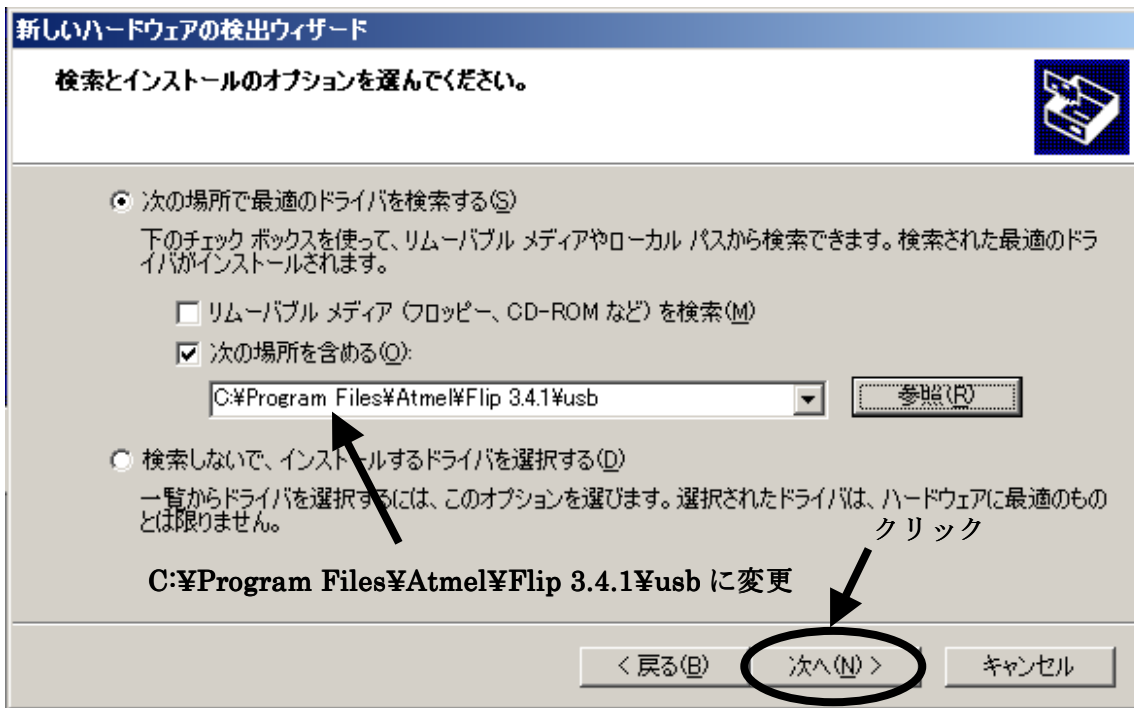 新しいハードウェアの検出ウィザード
検索とインストールのオプションを選んでください。
次の場所で最適のドライバを検索する(S)
下のチェック ボックスを使って、リムーバブル メディアやローカル パスから検索できます。検索された最適のドラ
イバがインストールされます。
リムーバブル メディア (フロッピー、CD-ROM など) を検索(M)
次の場所を含める(O):
C:¥Program Files¥Atmel¥Flip 3.4.1¥usb
参照(R)
検索しないで、インストールするドライバを選択する(D)
一覧からドライバを選択するには、このオプションを選びます。選択されたドライバは、ハードウェアに最適のもの
とは限りません。
クリック
C:¥Program Files¥Atmel¥Flip 3.4.1¥usb に変更
< 戻る(B)
次へ(N) >
キャンセル